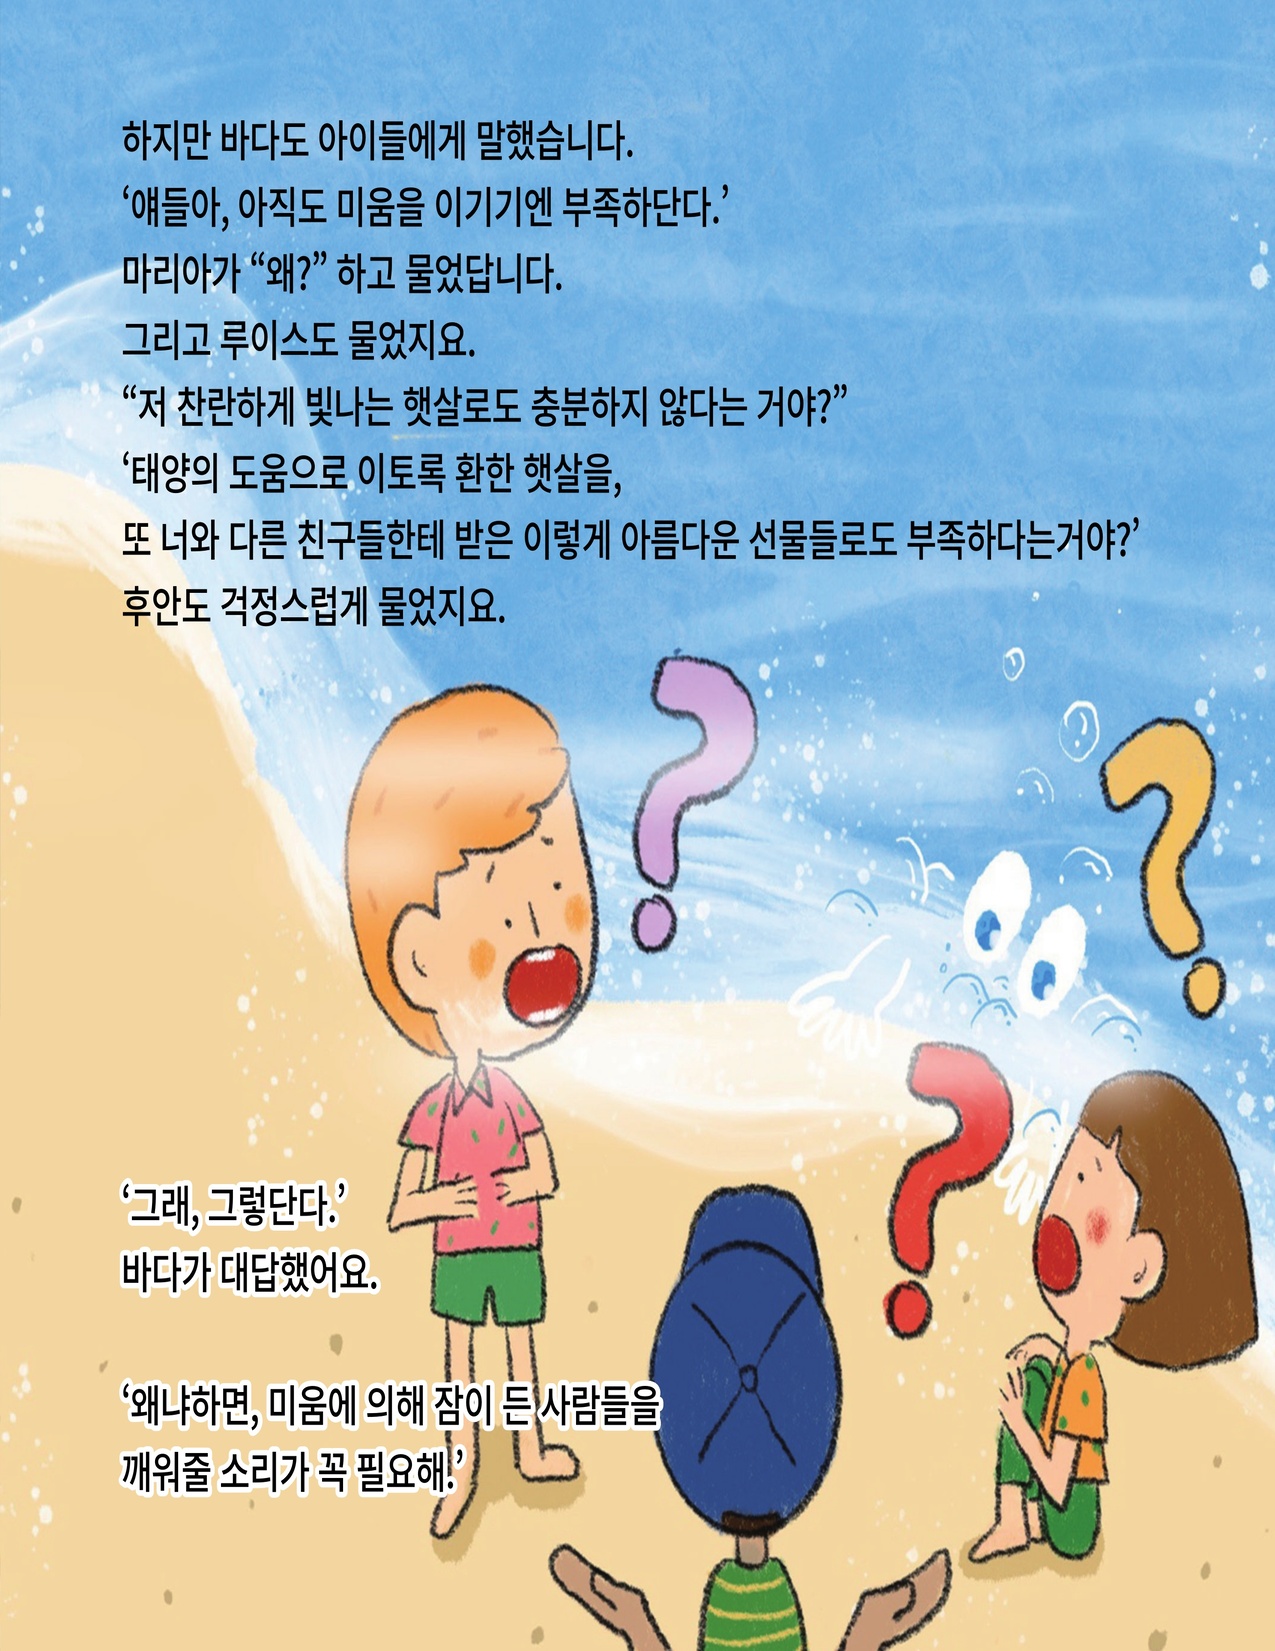 하지만 바다도 아이들에게 말했습니다.
‘얘들아, 아직도 미움을 이기기엔 부족하단다.’
마리아가 “왜?” 하고 물었답니다.
그리고 루이스도 물었지요.
“저 찬란하게 빛나는 햇살로도 충분하지 않다는 거야?”
‘태양의 도움으로 이토록 환한 햇살을,
또 너와 다른 친구들한테 받은 이렇게 아름다운 선물들로도 부족하다는거야?’
후안도 걱정스럽게 물었지요.
?
?
?
‘그래, 그렇단다.’
바다가 대답했어요.
‘왜냐하면, 미움에 의해 잠이 든 사람들을
깨워줄 소리가 꼭 필요해.’